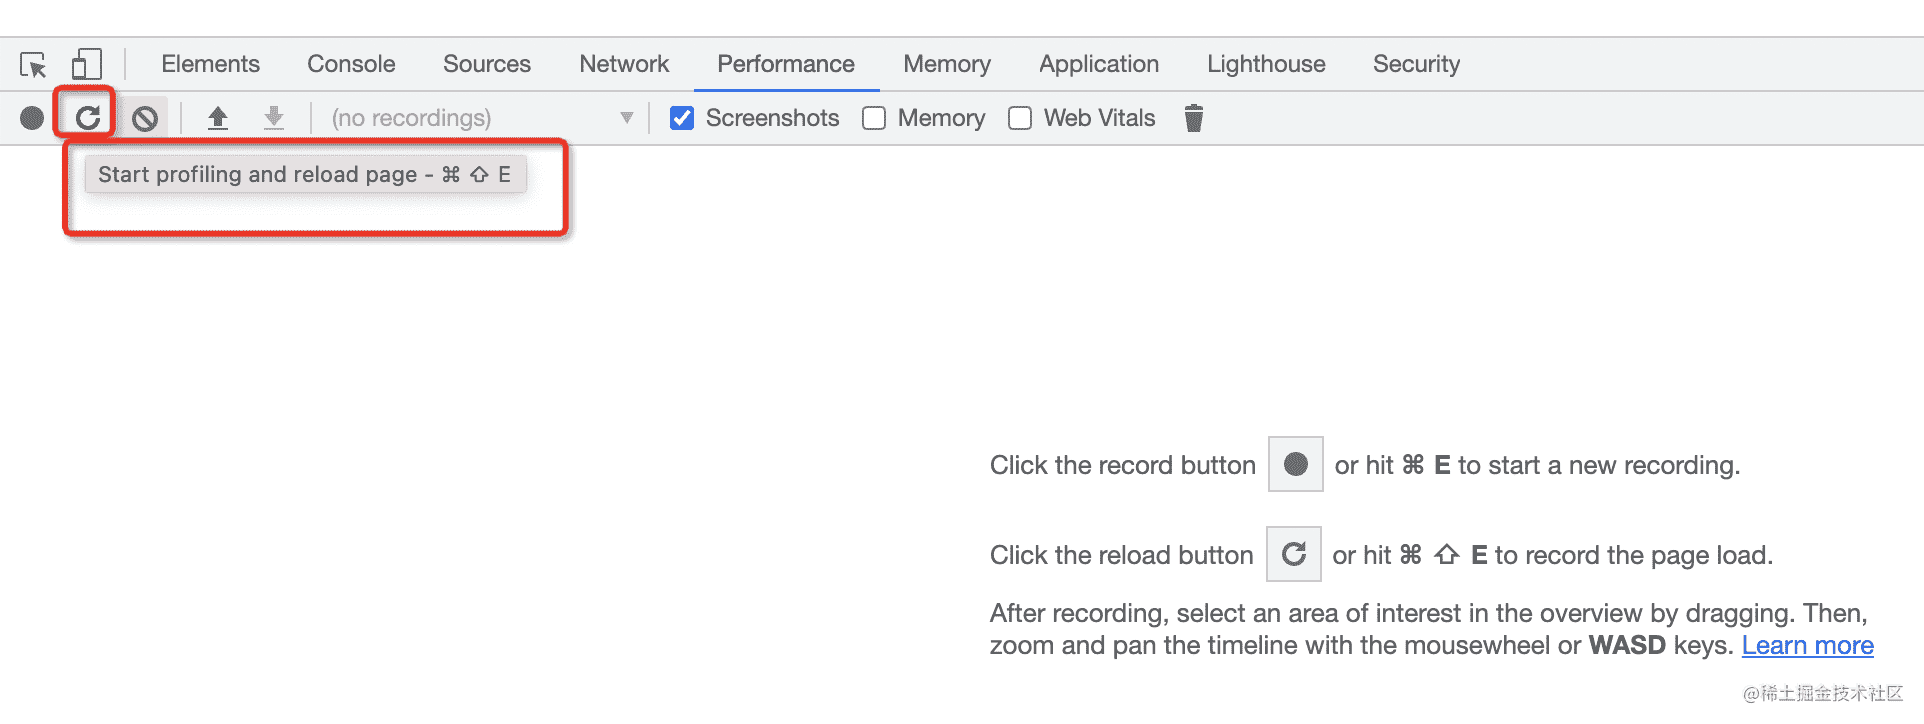 Elements Console Sources Network Performance Memory Application Lighthouse Security
(no recordings) Screenshots Memory Web Vitals
Start profiling and reload page - ⌘ ⇧ E
Click the record button or hit ⌘ E to start a new recording.
Click the reload button or hit ⌘ ⇧ E to record the page load.
After recording, select an area of interest in the overview by dragging. Then,
zoom and pan the timeline with the mousewheel or WASD keys. Learn more
@稀土掘金技术社区